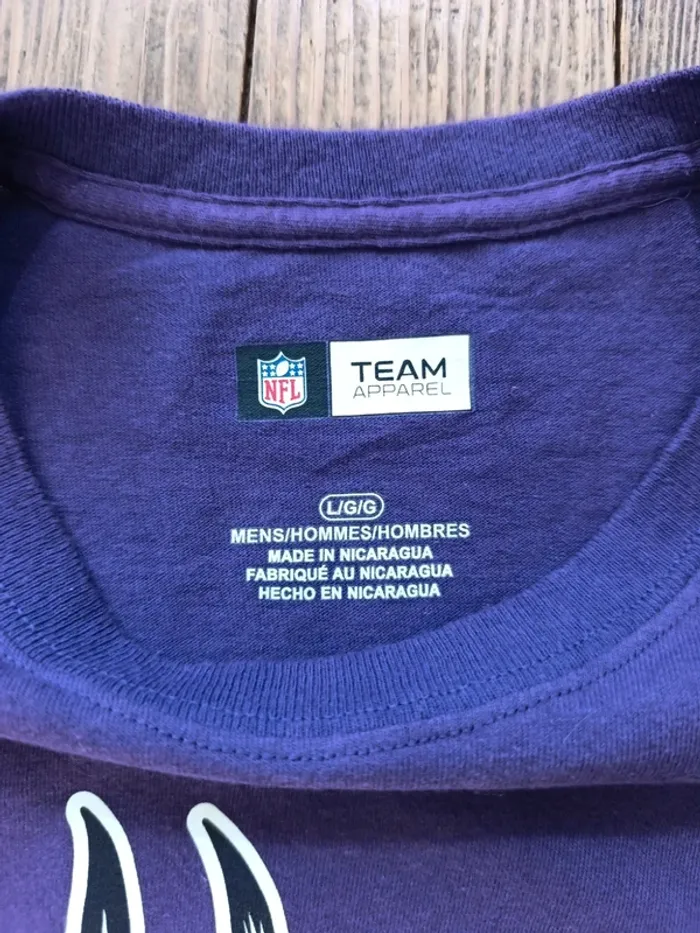 NFL
TEAM
APPAREL
L/G/G
MENS/HOMMES/HOMBRES
MADE IN NICARAGUA
FABRIQUÉ AU NICARAGUA
HECHO EN NICARAGUA